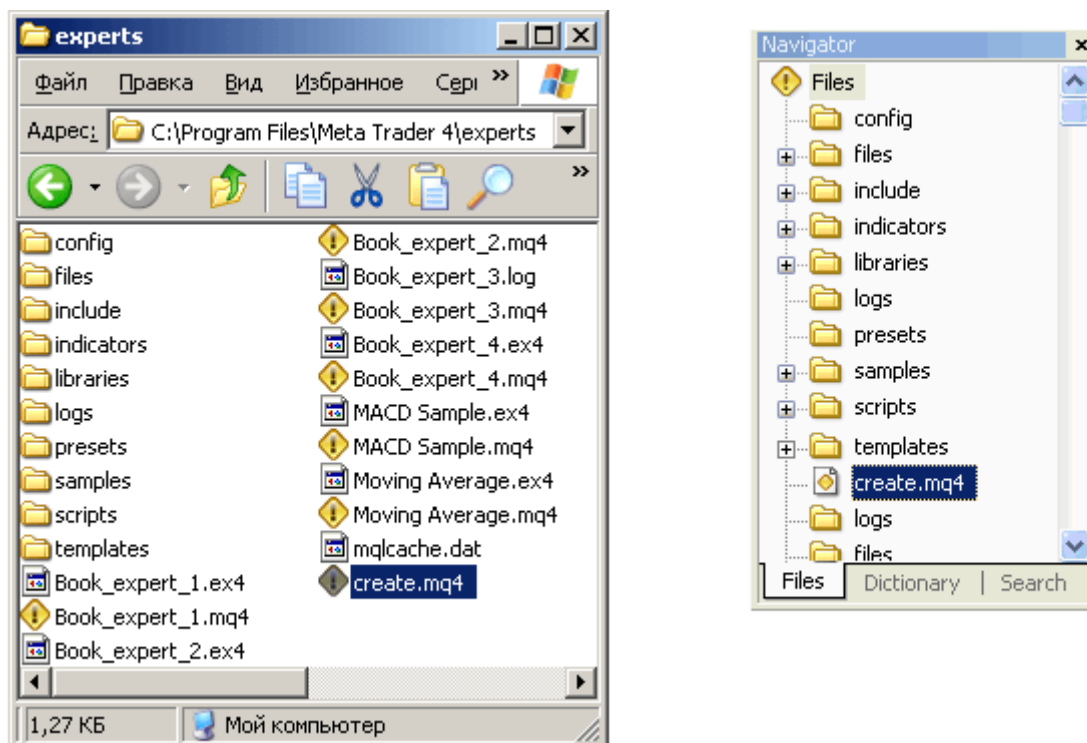 experts
Файл Правка Вид Избранное Серı »
Адрес: C:\Program Files\Meta Trader 4\experts
»
config
files
include
indicators
libraries
logs
presets
samples
scripts
templates
Book_expert_1.ex4
Book_expert_1.mq4
Book_expert_2.ex4
Book_expert_2.mq4
Book_expert_3.log
Book_expert_3.mq4
Book_expert_4.ex4
Book_expert_4.mq4
MACD Sample.ex4
MACD Sample.mq4
Moving Average.ex4
Moving Average.mq4
mqlcache.dat
create.mq4
1,27 КБ Мой компьютер
Navigator
Files
config
files
include
indicators
libraries
logs
presets
samples
scripts
templates
create.mq4
logs
files
Files Dictionary | Search